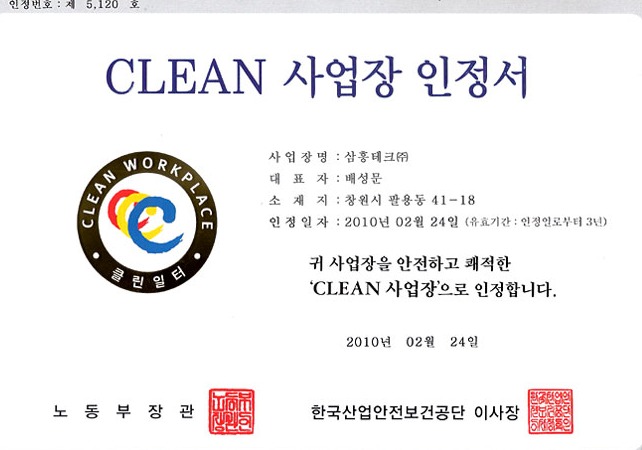 인정번호 : 제 5,120 호
CLEAN 사업장 인정서
CLEAN WORKPLACE
클린일터
사 업 장 명 : 삼흥테크㈜
대 표 자 : 배성문
소 재 지 : 창원시 팔용동 41-18
인 정 일 자 : 2010년 02월 24일 (유효기간 : 인정일로부터 3년)
귀 사업장을 안전하고 쾌적한
'CLEAN 사업장'으로 인정합니다.
2010년 02월 24일
노 동 부 장 관
한국산업안전보건공단 이사장